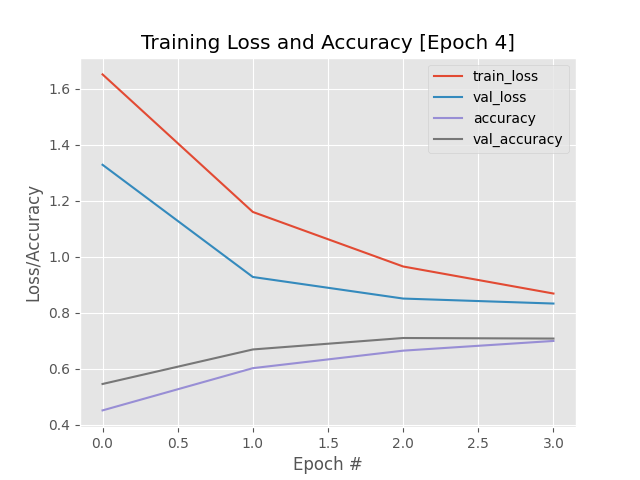 Training Loss and Accuracy [Epoch 4]
train_loss
val_loss
accuracy
val_accuracy
1.6
1.4
1.2
1.0
0.8
0.6
0.4
Loss/Accuracy
0.0 0.5 1.0 1.5 2.0 2.5 3.0
Epoch #